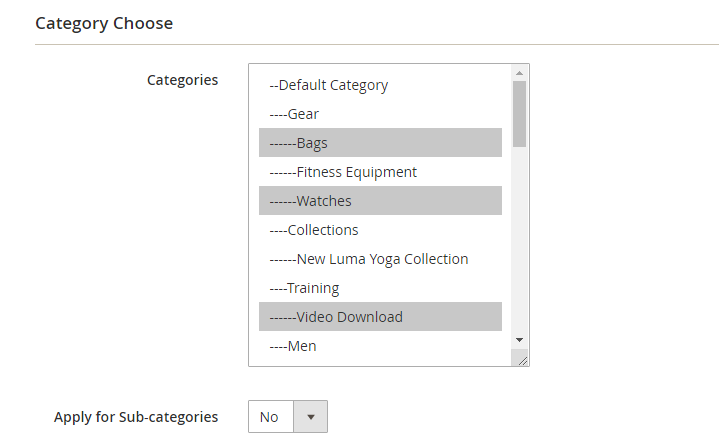 Category Choose
Categories
--Default Category
----Gear
------Bags
------Fitness Equipment
------Watches
----Collections
------New Luma Yoga Collection
----Training
------Video Download
----Men
Apply for Sub-categories
No